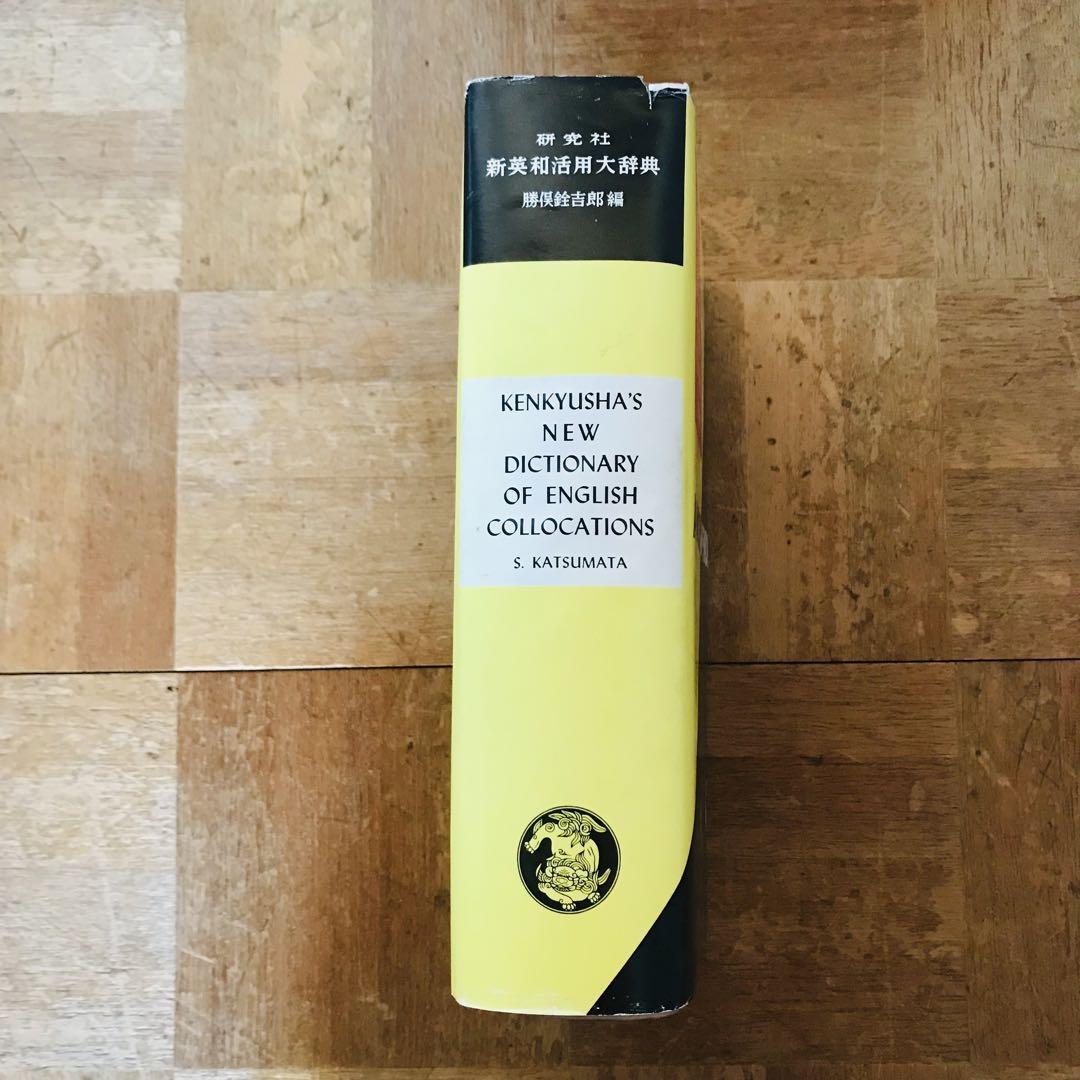 研究社
新英和活用大辞典
勝俣銓吉郎 編
KENKYUSHA'S
NEW
DICTIONARY
OF ENGLISH
COLLOCATIONS
S. KATSUMATA